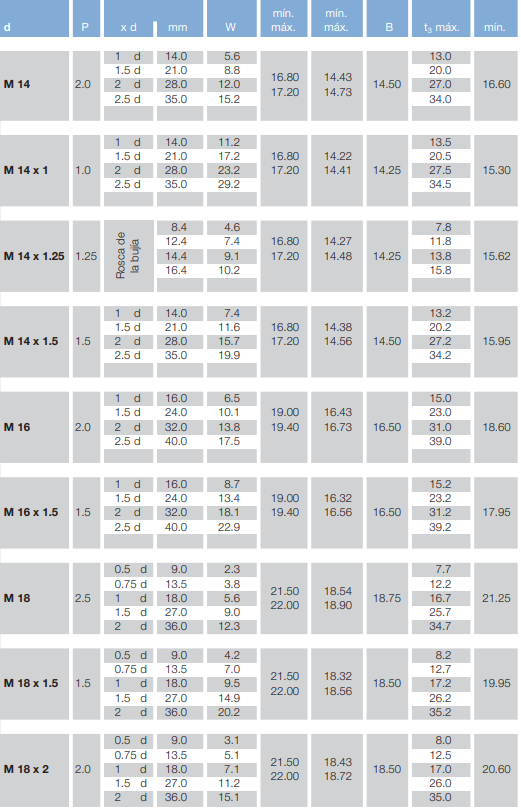 mín. mín.
d P x d mm W máx. máx. B t3 máx. mín.
1 d 14.0 5.6 13.0
1.5 d 21.0 8.8 20.0
M 14 2.0 2 d 28.0 12.0 16.80 17.20 14.43 14.73 14.50 27.0 16.60
2.5 d 35.0 15.2 34.0
1 d 14.0 11.2 13.5
1.5 d 21.0 17.2 20.5
M 14 x 1 1.0 2 d 28.0 23.2 16.80 17.20 14.22 14.41 14.25 27.5 15.30
2.5 d 35.0 29.2 34.5
8.4 4.6 7.8
12.4 7.4 11.8
M 14 x 1.25 1.25 Rosca de la bujía 14.4 9.1 16.80 17.20 14.27 14.48 14.25 13.8 15.62
16.4 10.2 15.8
1 d 14.0 7.4 13.2
1.5 d 21.0 11.6 20.2
M 14 x 1.5 1.5 2 d 28.0 15.7 16.80 17.20 14.38 14.56 14.50 27.2 15.95
2.5 d 35.0 19.9 34.2
1 d 16.0 6.5 15.0
1.5 d 24.0 10.1 23.0
M 16 2.0 2 d 32.0 13.8 19.00 19.40 16.43 16.73 16.50 31.0 18.60
2.5 d 40.0 17.5 39.0
1 d 16.0 8.7 15.2
1.5 d 24.0 13.4 23.2
M 16 x 1.5 1.5 2 d 32.0 18.1 19.00 19.40 16.32 16.56 16.50 31.2 17.95
2.5 d 40.0 22.9 39.2
0.5 d 9.0 2.3 7.7
0.75 d 13.5 3.8 12.2
M 18 2.5 1 d 18.0 5.6 21.50 22.00 18.54 18.90 18.75 16.7 21.25
1.5 d 27.0 9.0 25.7
2 d 36.0 12.3 34.7
0.5 d 9.0 4.2 8.2
0.75 d 13.5 7.0 12.7
M 18 x 1.5 1.5 1 d 18.0 9.5 21.50 22.00 18.32 18.56 18.50 17.2 19.95
1.5 d 27.0 14.9 26.2
2 d 36.0 20.2 35.2
0.5 d 9.0 3.1 8.0
0.75 d 13.5 5.1 12.5
M 18 x 2 2.0 1 d 18.0 7.1 21.50 22.00 18.43 18.72 18.50 17.0 20.60
1.5 d 27.0 11.2 26.0
2 d 36.0 15.1 35.0